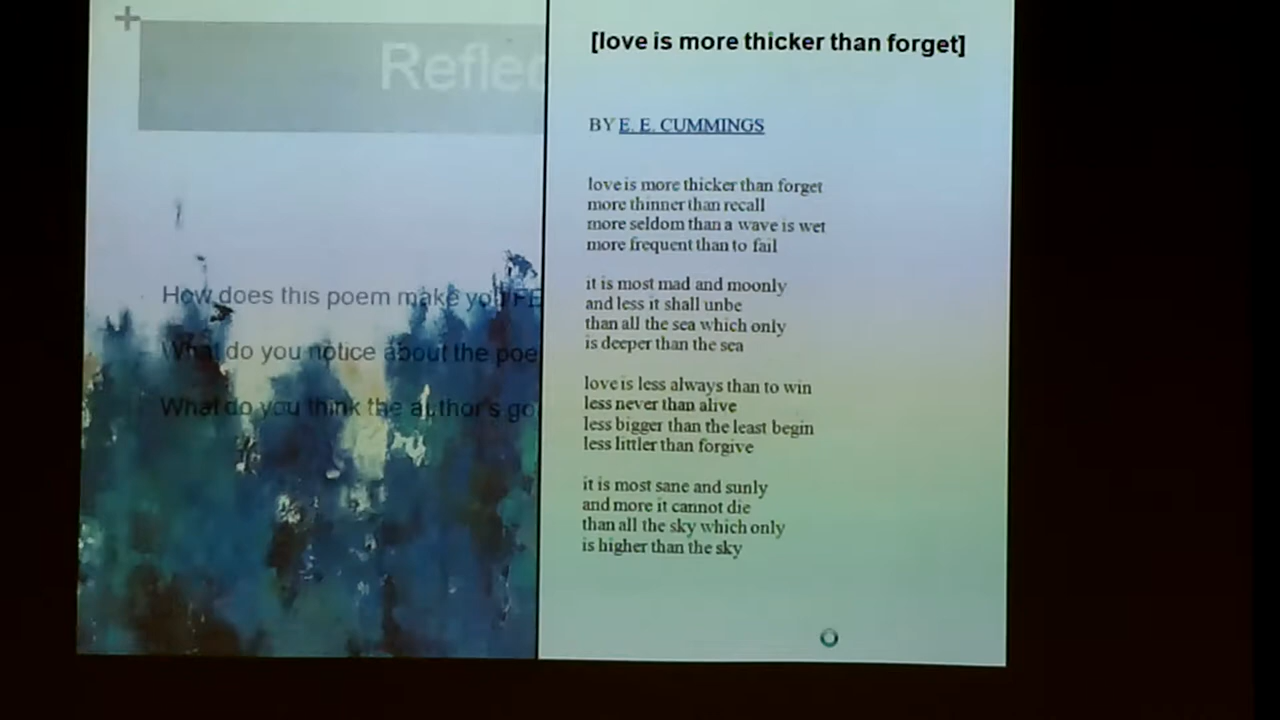 Reflec
How does this poem make you FE
What do you notice about the poe
What do you think the author's go
[love is more thicker than forget]
BY E. E. CUMMINGS
love is more thicker than forget
more thinner than recall
more seldom than a wave is wet
more frequent than to fail
it is most mad and moonly
and less it shall unbe
than all the sea which only
is deeper than the sea
love is less always than to win
less never than alive
less bigger than the least begin
less littler than forgive
it is most sane and sunly
and more it cannot die
than all the sky which only
is higher than the sky